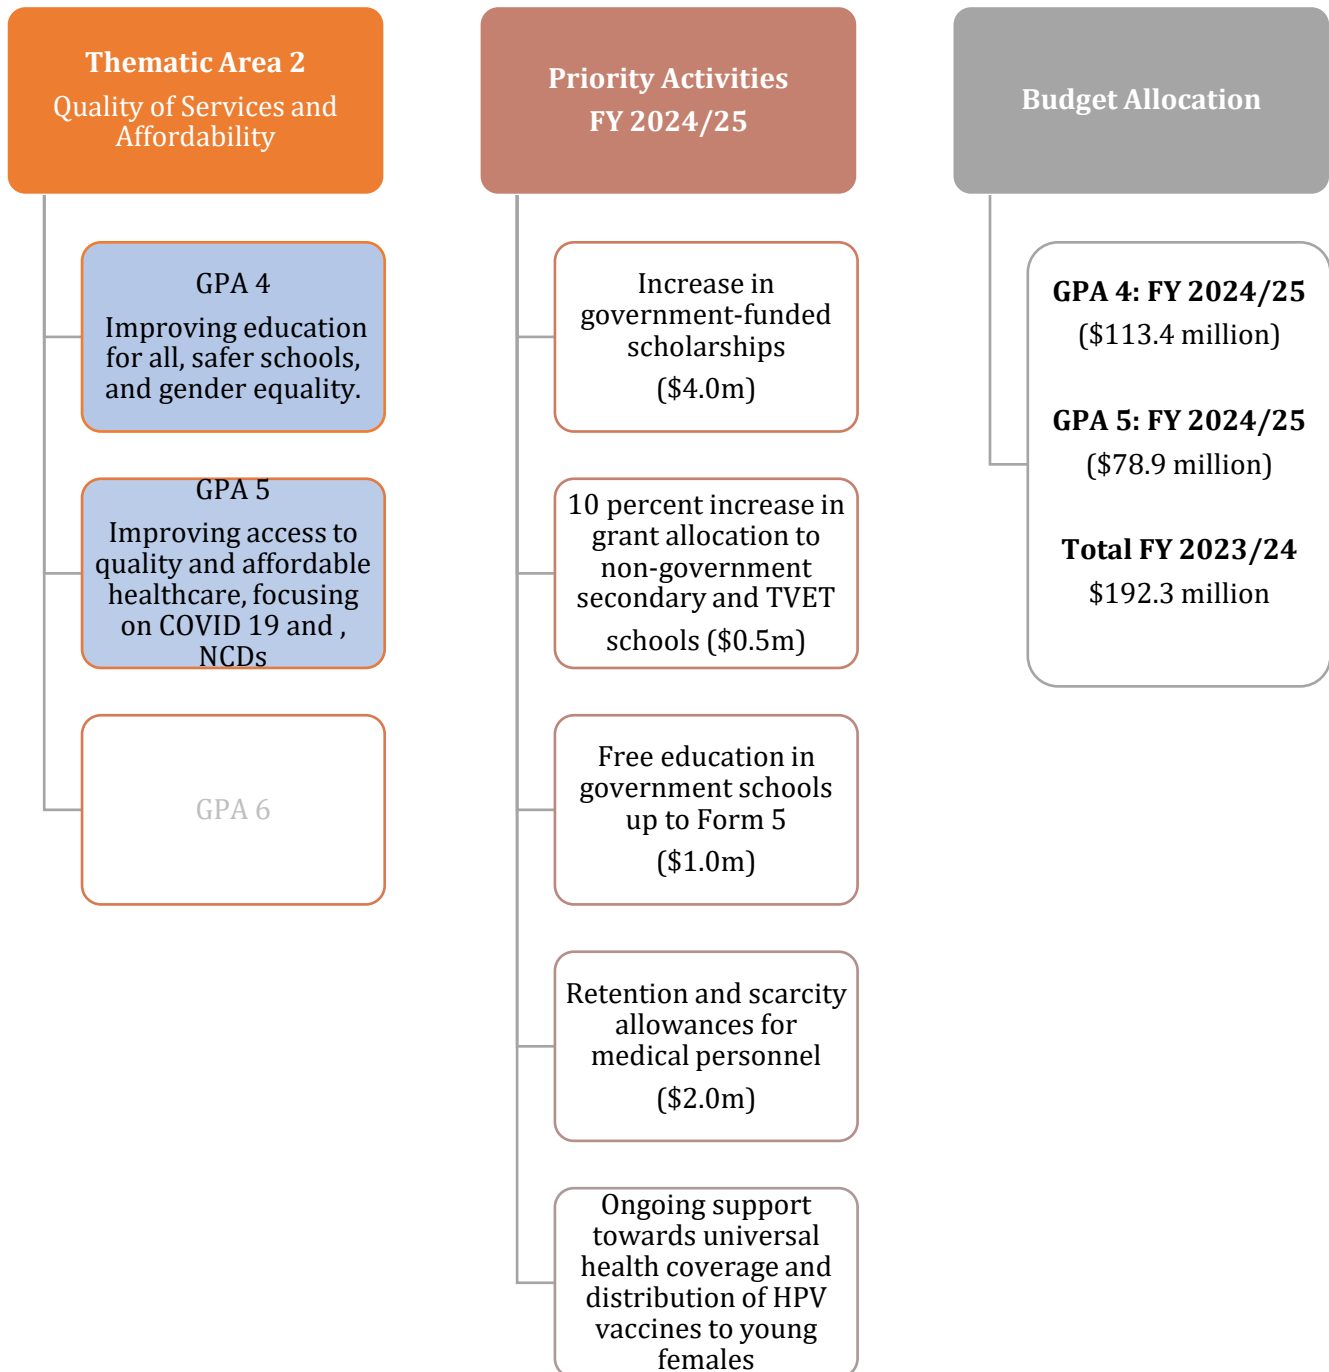 Thematic Area 2
Quality of Services and
Affordability
GPA 4
Improving education
for all, safer schools,
and gender equality.
GPA 5
Improving access to
quality and affordable
healthcare, focusing
on COVID 19 and ,
NCDs
GPA 6
Priority Activities
FY 2024/25
Increase in
government-funded
scholarships
($4.0m)
10 percent increase in
grant allocation to
non-government
secondary and TVET
schools ($0.5m)
Free education in
government schools
up to Form 5
($1.0m)
Retention and scarcity
allowances for
medical personnel
($2.0m)
Ongoing support
towards universal
health coverage and
distribution of HPV
vaccines to young
females
Budget Allocation
GPA 4: FY 2024/25
($113.4 million)
GPA 5: FY 2024/25
($78.9 million)
Total FY 2023/24
$192.3 million